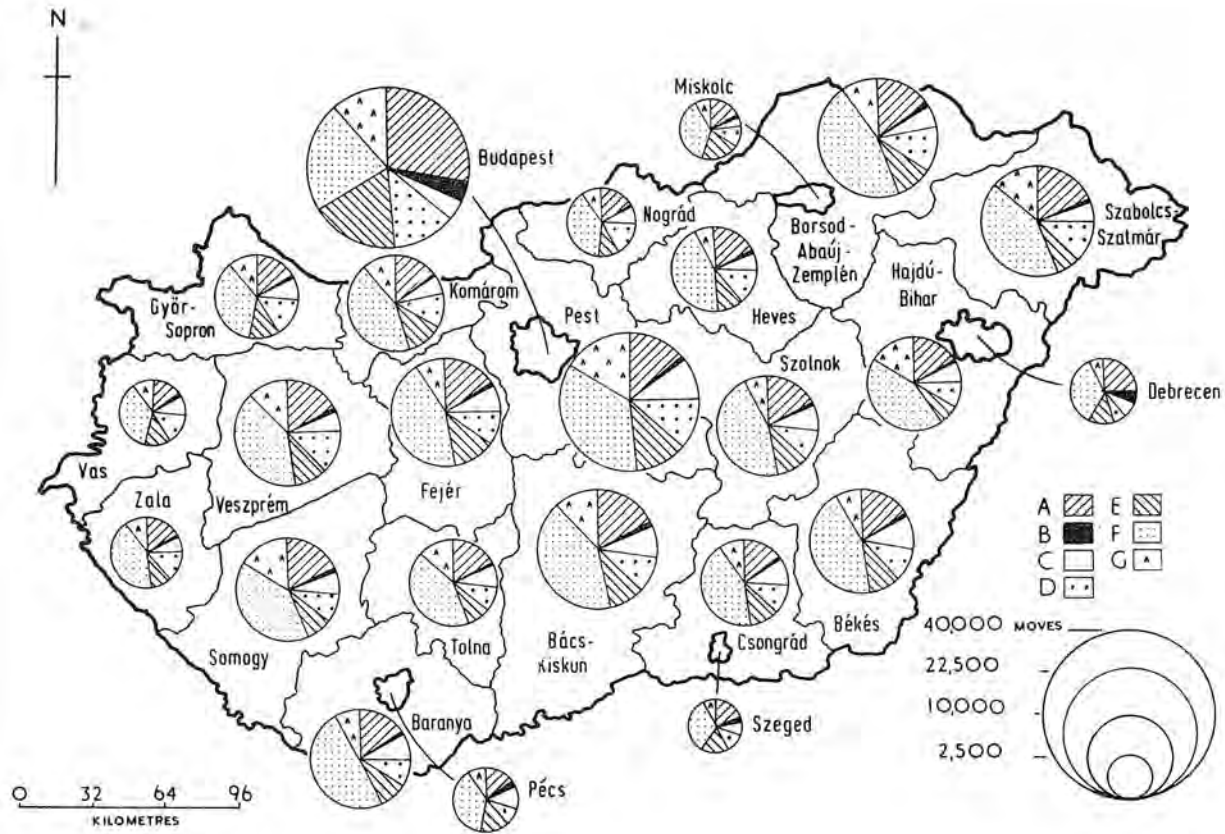 N
Miskolc
Budapest
Nográd
Szabolcs
Szatmár
Borsod-
Abaúj-
Zemplén
Hajdú-
Bihar
Komárom
Győr-
Sopron
Pest
Heves
Szolnok
Debrecen
Vas
Zala
Veszprém
Fejér
Somogy
Tolna
Bács-
Kiskun
Csongrád
Békés
Baranya
Szeged
Pécs
A E
B F
C G
D
40,000 MOVES
22,500
10,000
2,500
0 32 64 96
KILOMETRES